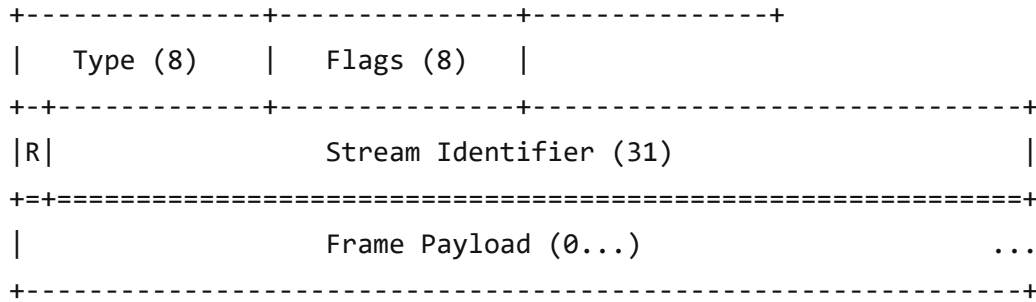 +---------------+---------------+---------------+
|   Type (8)    |   Flags (8)   |
+-+-------------+---------------+-------------------------------+
|R|                 Stream Identifier (31)                      |
+=+=============================================================+
|                   Frame Payload (0...)                      ...
+---------------------------------------------------------------+